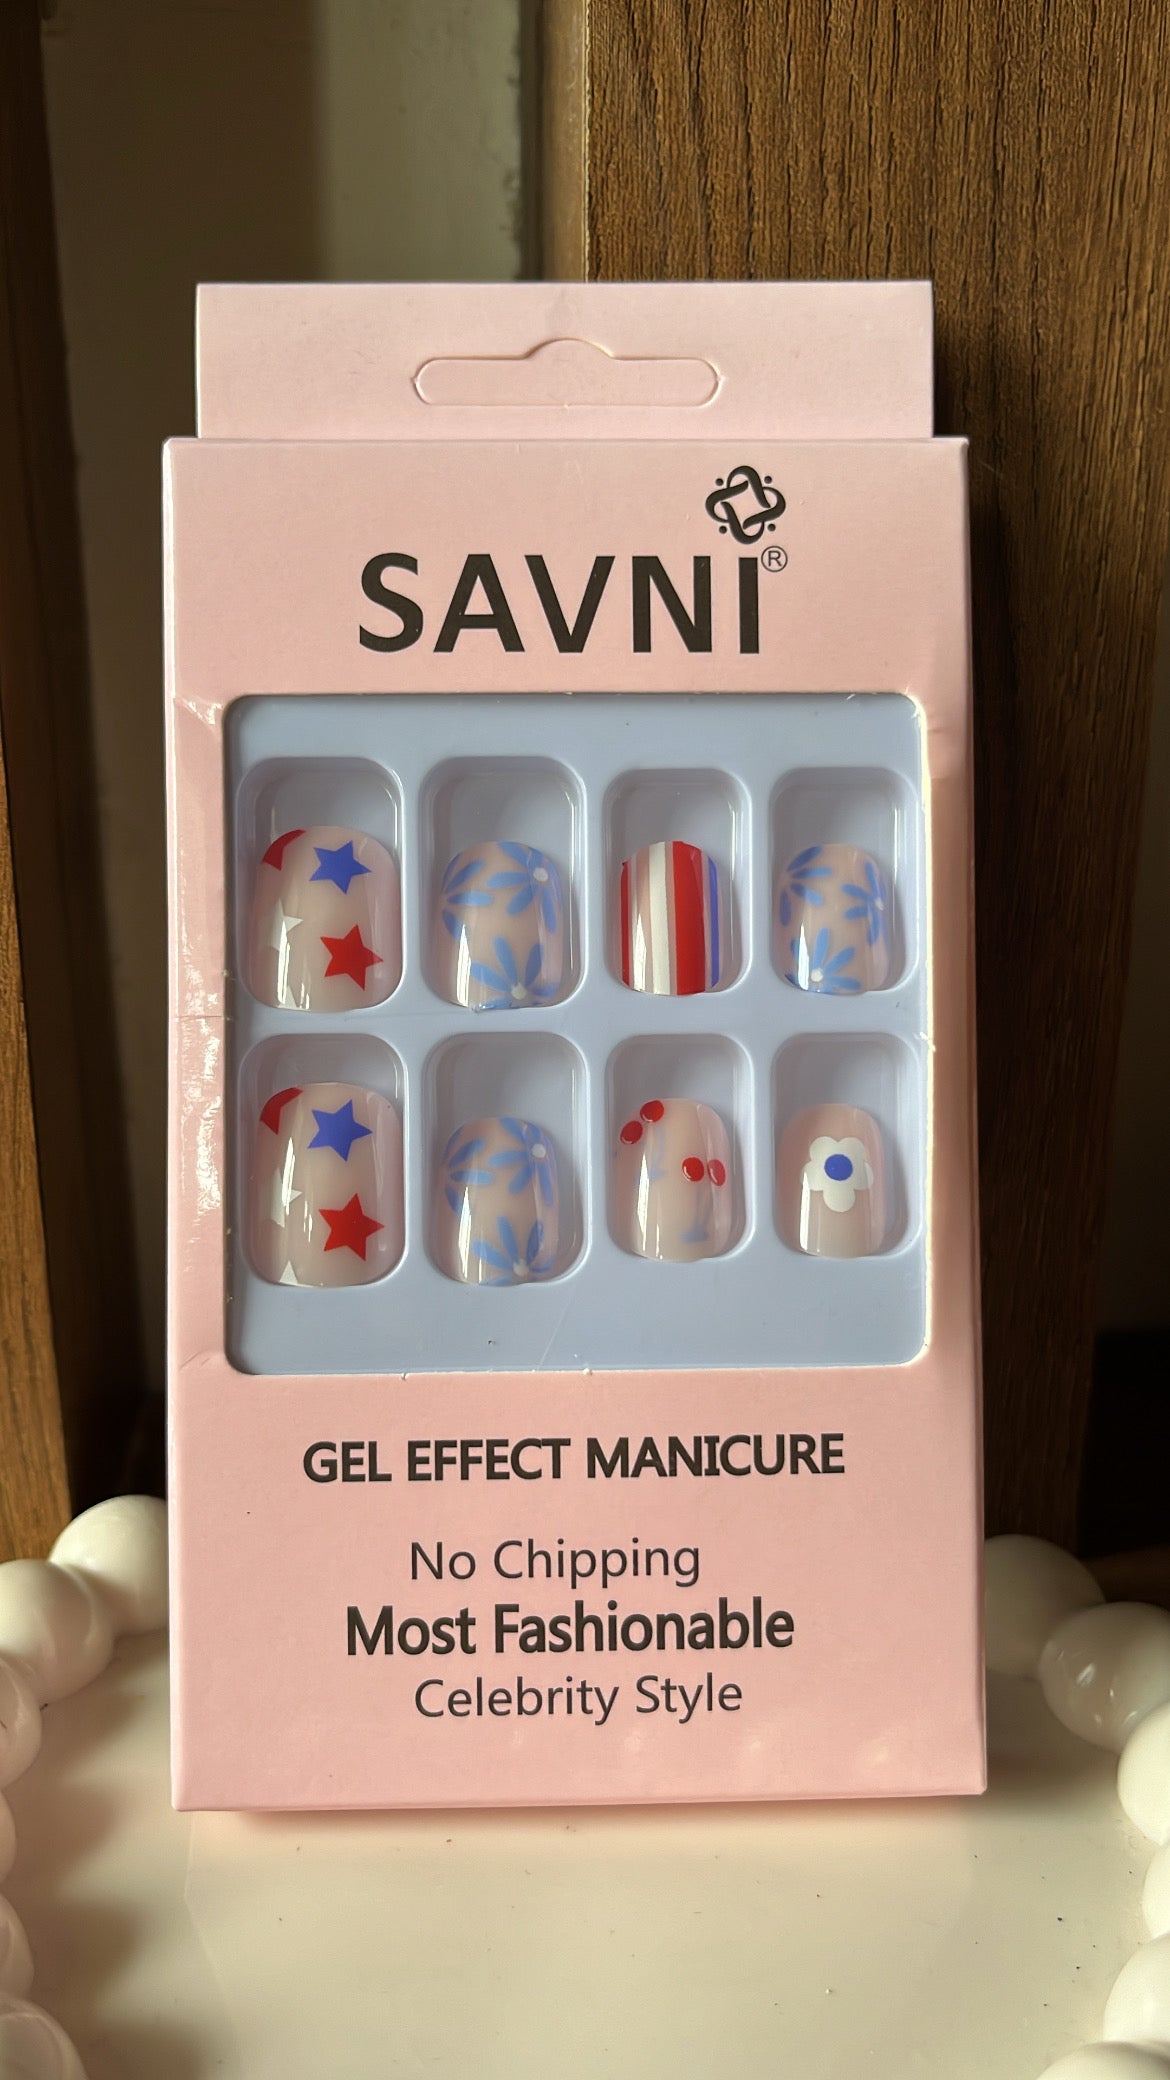 SAVNI®
GEL EFFECT MANICURE
No Chipping
Most Fashionable
Celebrity Style